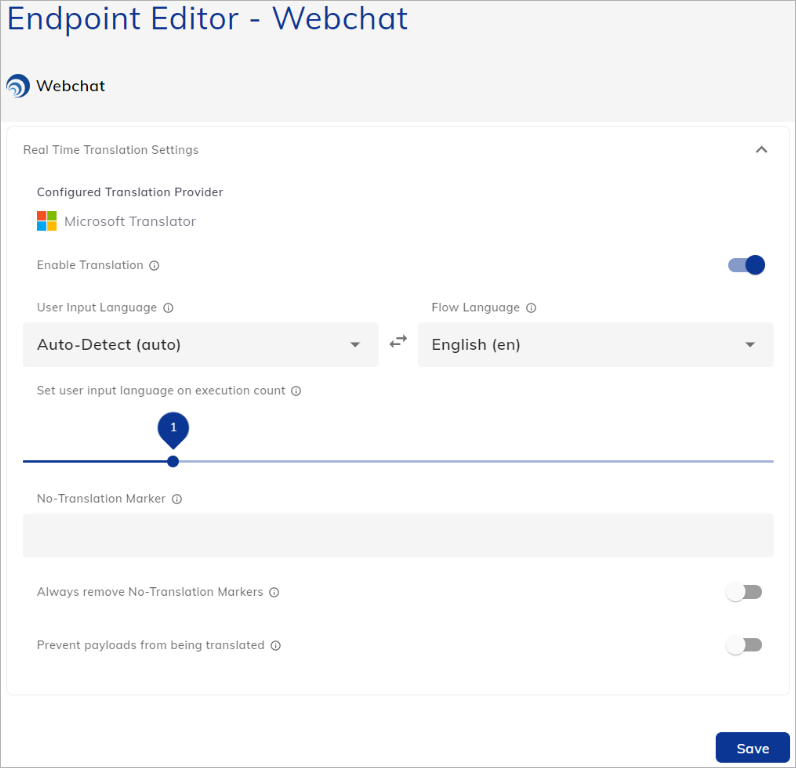 Endpoint Editor - Webchat
Webchat
Real Time Translation Settings
Configured Translation Provider
Microsoft Translator
Enable Translation
User Input Language
Flow Language
Auto-Detect (auto)
English (en)
Set user input language on execution count
1
No-Translation Marker
Always remove No-Translation Markers
Prevent payloads from being translated
Save